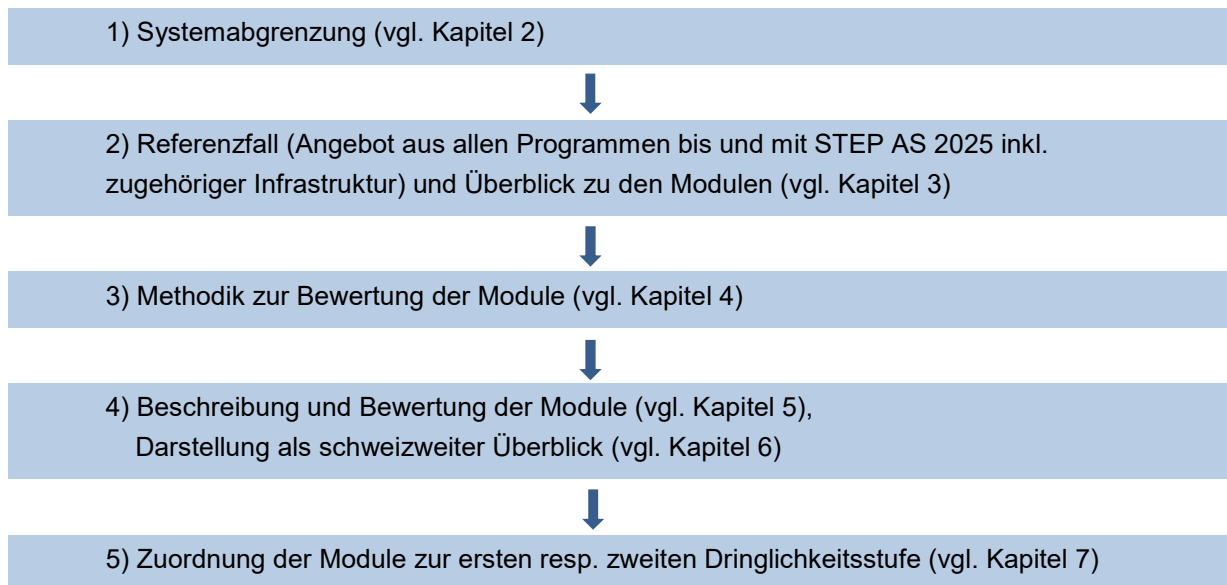 1) Systemabgrenzung (vgl. Kapitel 2)
2) Referenzfall (Angebot aus allen Programmen bis und mit STEP AS 2025 inkl.
zugehöriger Infrastruktur) und Überblick zu den Modulen (vgl. Kapitel 3)
3) Methodik zur Bewertung der Module (vgl. Kapitel 4)
4) Beschreibung und Bewertung der Module (vgl. Kapitel 5),
Darstellung als schweizweiter Überblick (vgl. Kapitel 6)
5) Zuordnung der Module zur ersten resp. zweiten Dringlichkeitsstufe (vgl. Kapitel 7)